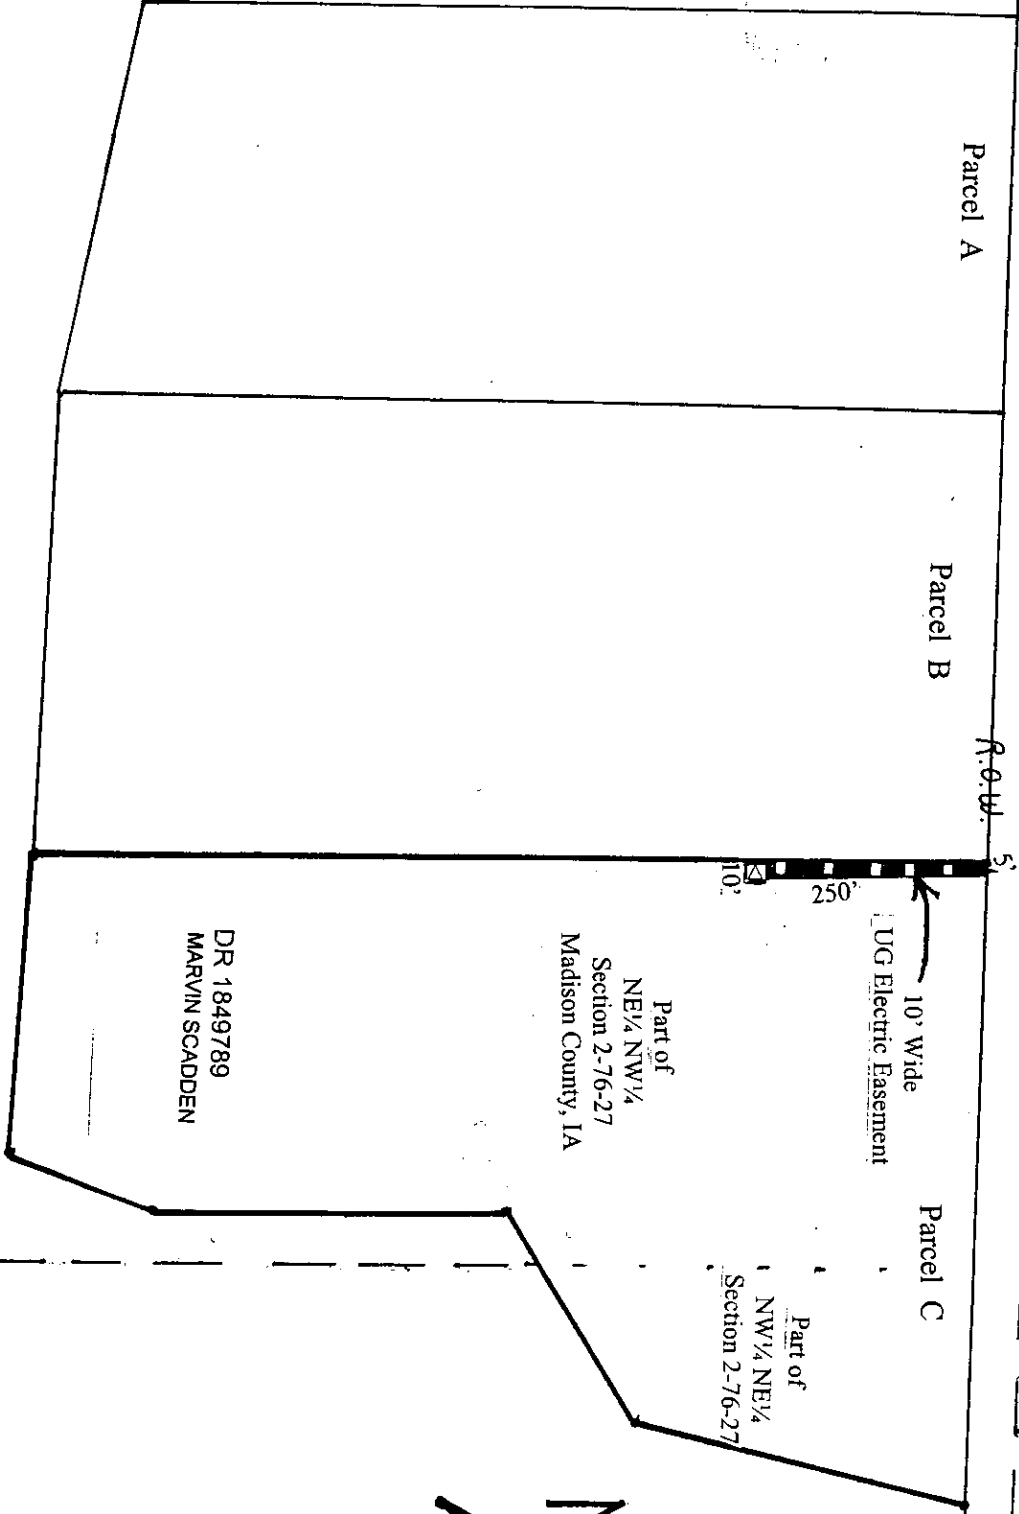 Parcel A
Parcel B
Parcel C
R.O.W.
5'
10' Wide
UG Electric Easement
250'
10'
Part of
NE¼ NW¼
Section 2-76-27
Madison County, IA
Part of
NW¼ NE¼
Section 2-76-27
DR 1849789
MARVIN SCADDEN